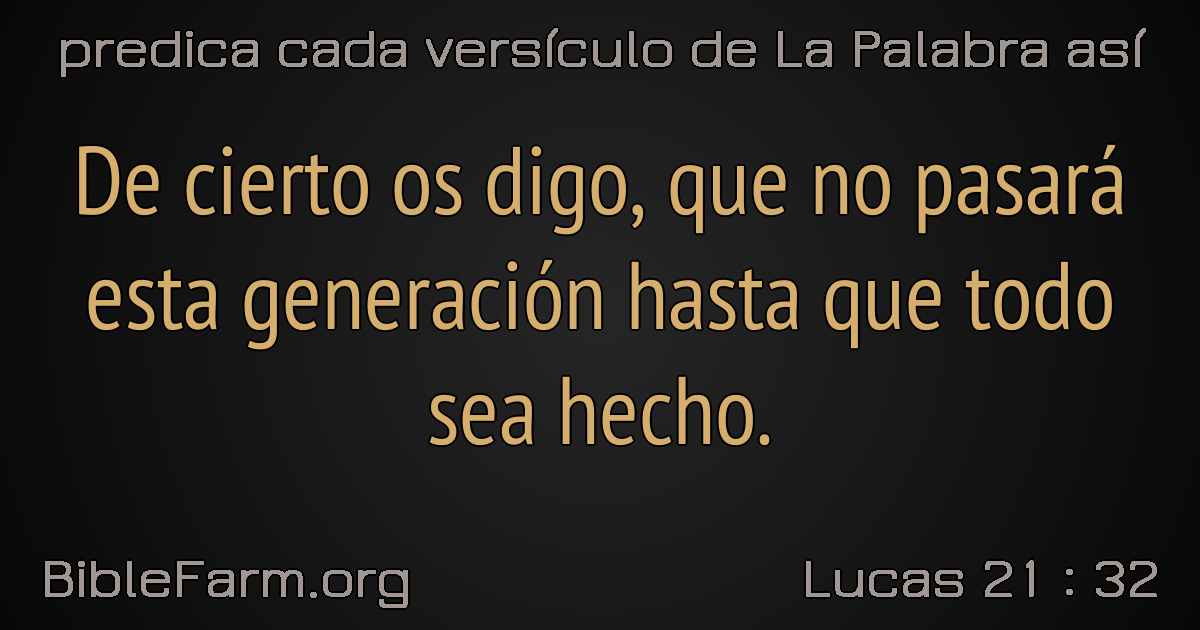 predica cada versículo de La Palabra así
De cierto os digo, que no pasará
esta generación hasta que todo
sea hecho.
BibleFarm.org
Lucas 21 : 32